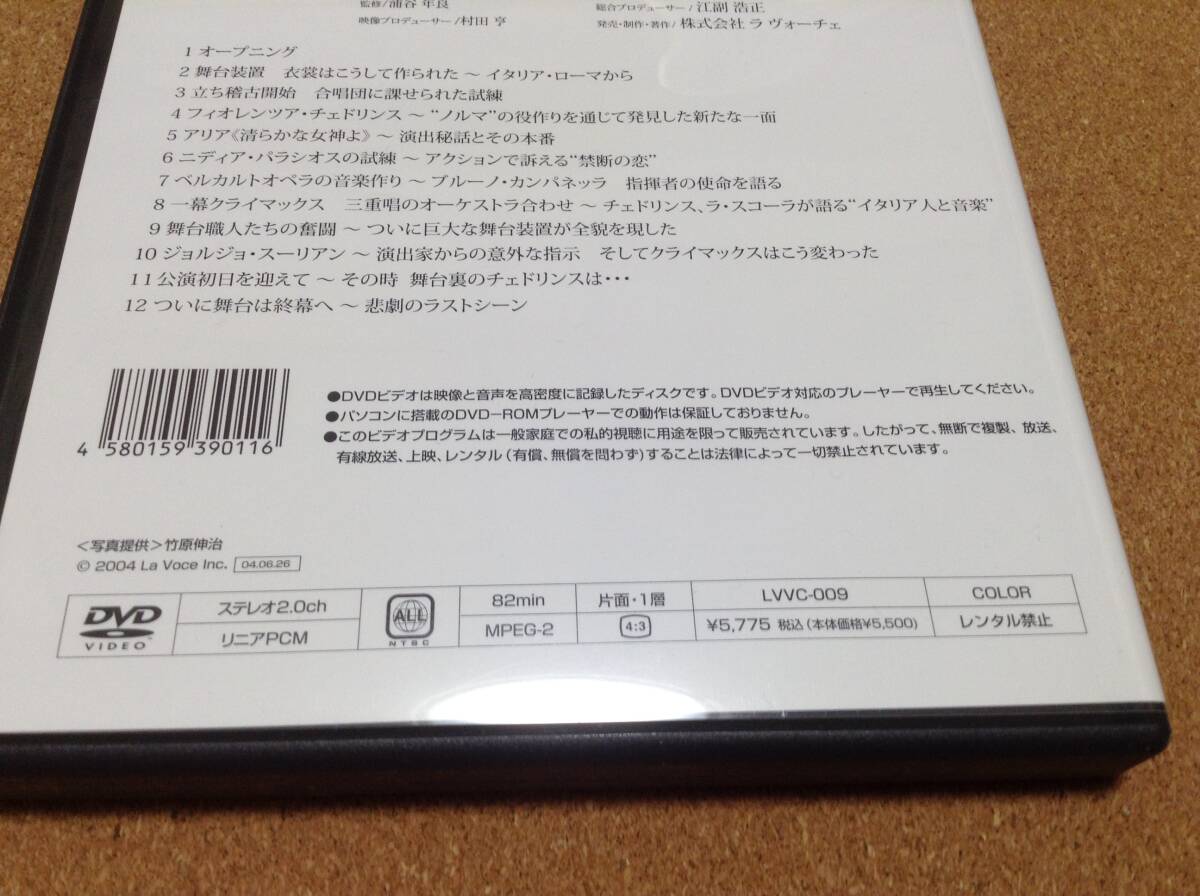 監修/浦谷 年良
総合プロデューサー/江副 浩正
映像プロデューサー/村田 亨
発売・制作・著作/株式会社 ラ ヴォーチェ
1 オープニング
2 舞台装置 衣裳はこうして作られた ～ イタリア・ローマから
3 立ち稽古開始 合唱団に課せられた試練
4 フィオレンツア・チェドリンス ～ “ノルマ”の役作りを通じて発見した新たな一面
5 アリア《清らかな女神よ》 ～ 演出秘話とその本番
6 ニディア・パラシオスの試練 ～ アクションで訴える“禁断の恋”
7 ベルカルトオペラの音楽作り ～ ブルーノ・カンパネッラ 指揮者の使命を語る
8 一幕クライマックス 三重唱のオーケストラ合わせ ～ チェドリンス、ラ・スコーラが語る“イタリア人と音楽”
9 舞台職人たちの奮闘 ～ ついに巨大な舞台装置が全貌を現した
10 ジョルジョ・スーリアン ～ 演出家からの意外な指示 そしてクライマックスはこう変わった
11 公演初日を迎えて ～ その時 舞台裏のチェドリンスは・・・
12 ついに舞台は終幕へ ～ 悲劇のラストシーン
4 580159 390116
●DVDビデオは映像と音声を高密度に記録したディスクです。DVDビデオ対応のプレーヤーで再生してください。
●パソコンに搭載のDVD-ROMプレーヤーでの動作は保証しておりません。
●このビデオプログラムは一般家庭での私的視聴に用途を限って販売されています。したがって、無断で複製、放送、
有線放送、上映、レンタル（有償、無償を問わず）することは法律によって一切禁止されています。
＜写真提供＞竹原伸治
© 2004 La Voce Inc. 04.06.26
DVD VIDEO
ステレオ2.0ch
リニアPCM
ALL
NTSC
82min
MPEG-2
片面・1層
4:3
LVVC-009
¥5,775 税込（本体価格¥5,500）
COLOR
レンタル禁止